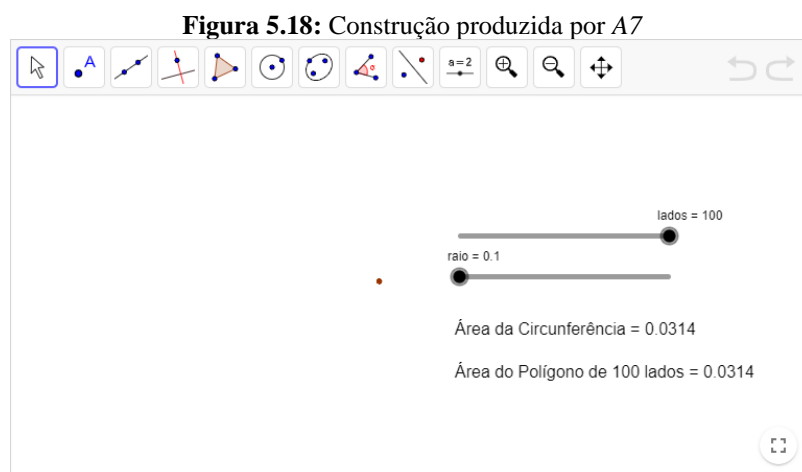 Figura 5.18: Construção produzida por A7
A
a = 2
lados = 100
raio = 0.1
Área da Circunferência = 0.0314
Área do Polígono de 100 lados = 0.0314